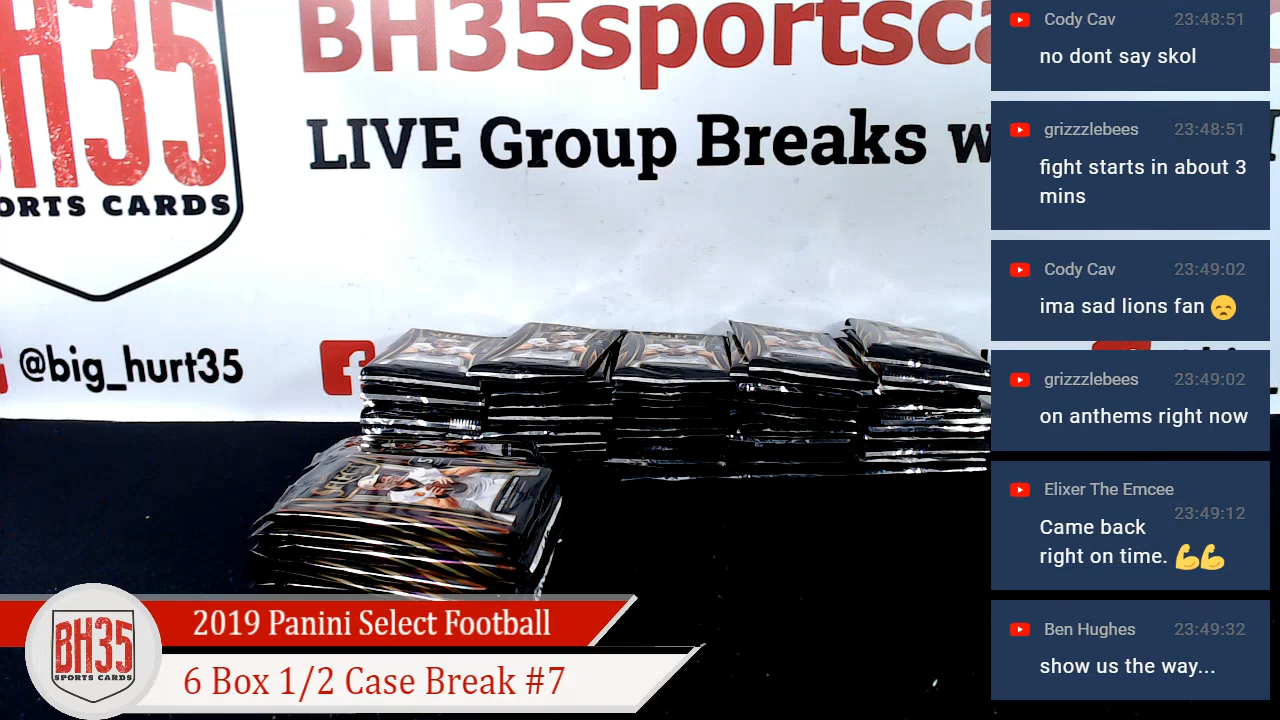 BH35sportsca
LIVE Group Breaks w
BH35
ORTS CARDS
@big_hurt35
SELECT
2019 Panini Select Football
6 Box 1/2 Case Break #7
BH35
SPORTS CARDS
Cody Cav 23:48:51
no dont say skol
grizzzlebees 23:48:51
fight starts in about 3
mins
Cody Cav 23:49:02
ima sad lions fan 😞
grizzzlebees 23:49:02
on anthems right now
Elixer The Emcee
23:49:12
Came back
right on time. 💪💪
Ben Hughes 23:49:32
show us the way...